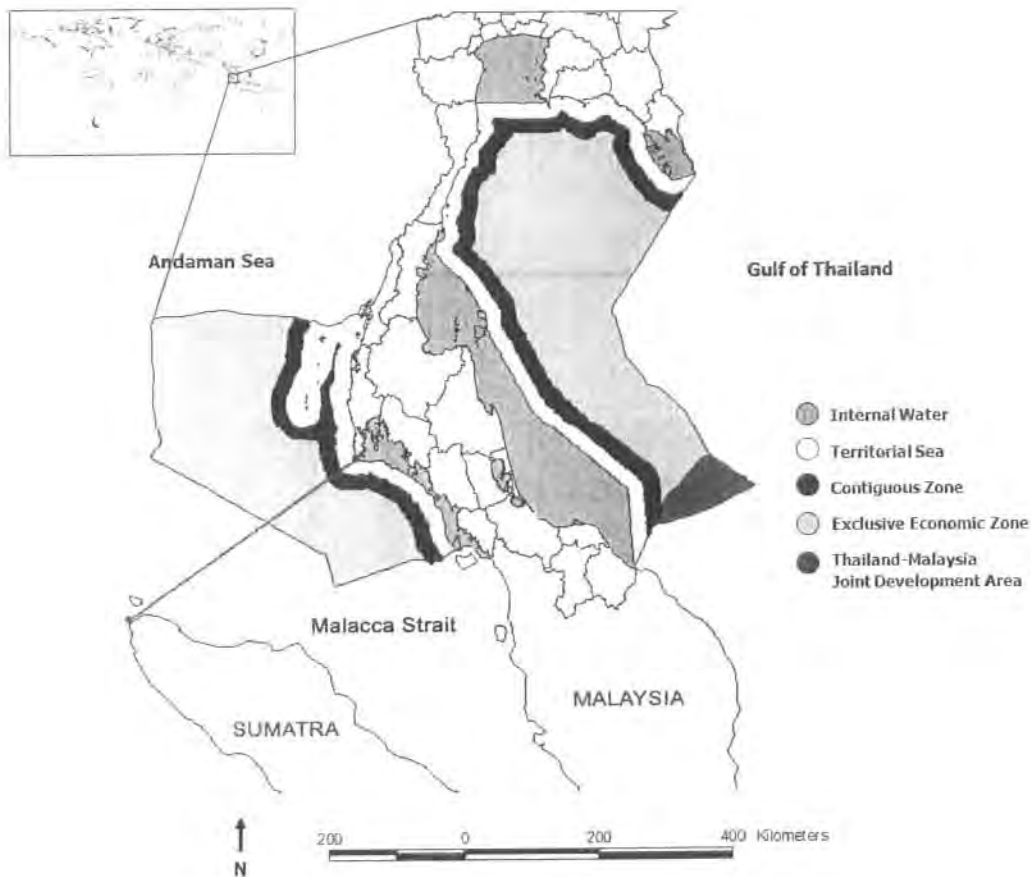 Andaman Sea
Gulf of Thailand
Internal Water
Territorial Sea
Contiguous Zone
Exclusive Economic Zone
Thailand-Malaysia
Joint Development Area
Malacca Strait
MALAYSIA
SUMATRA
200 0 200 400 Kilometers
N